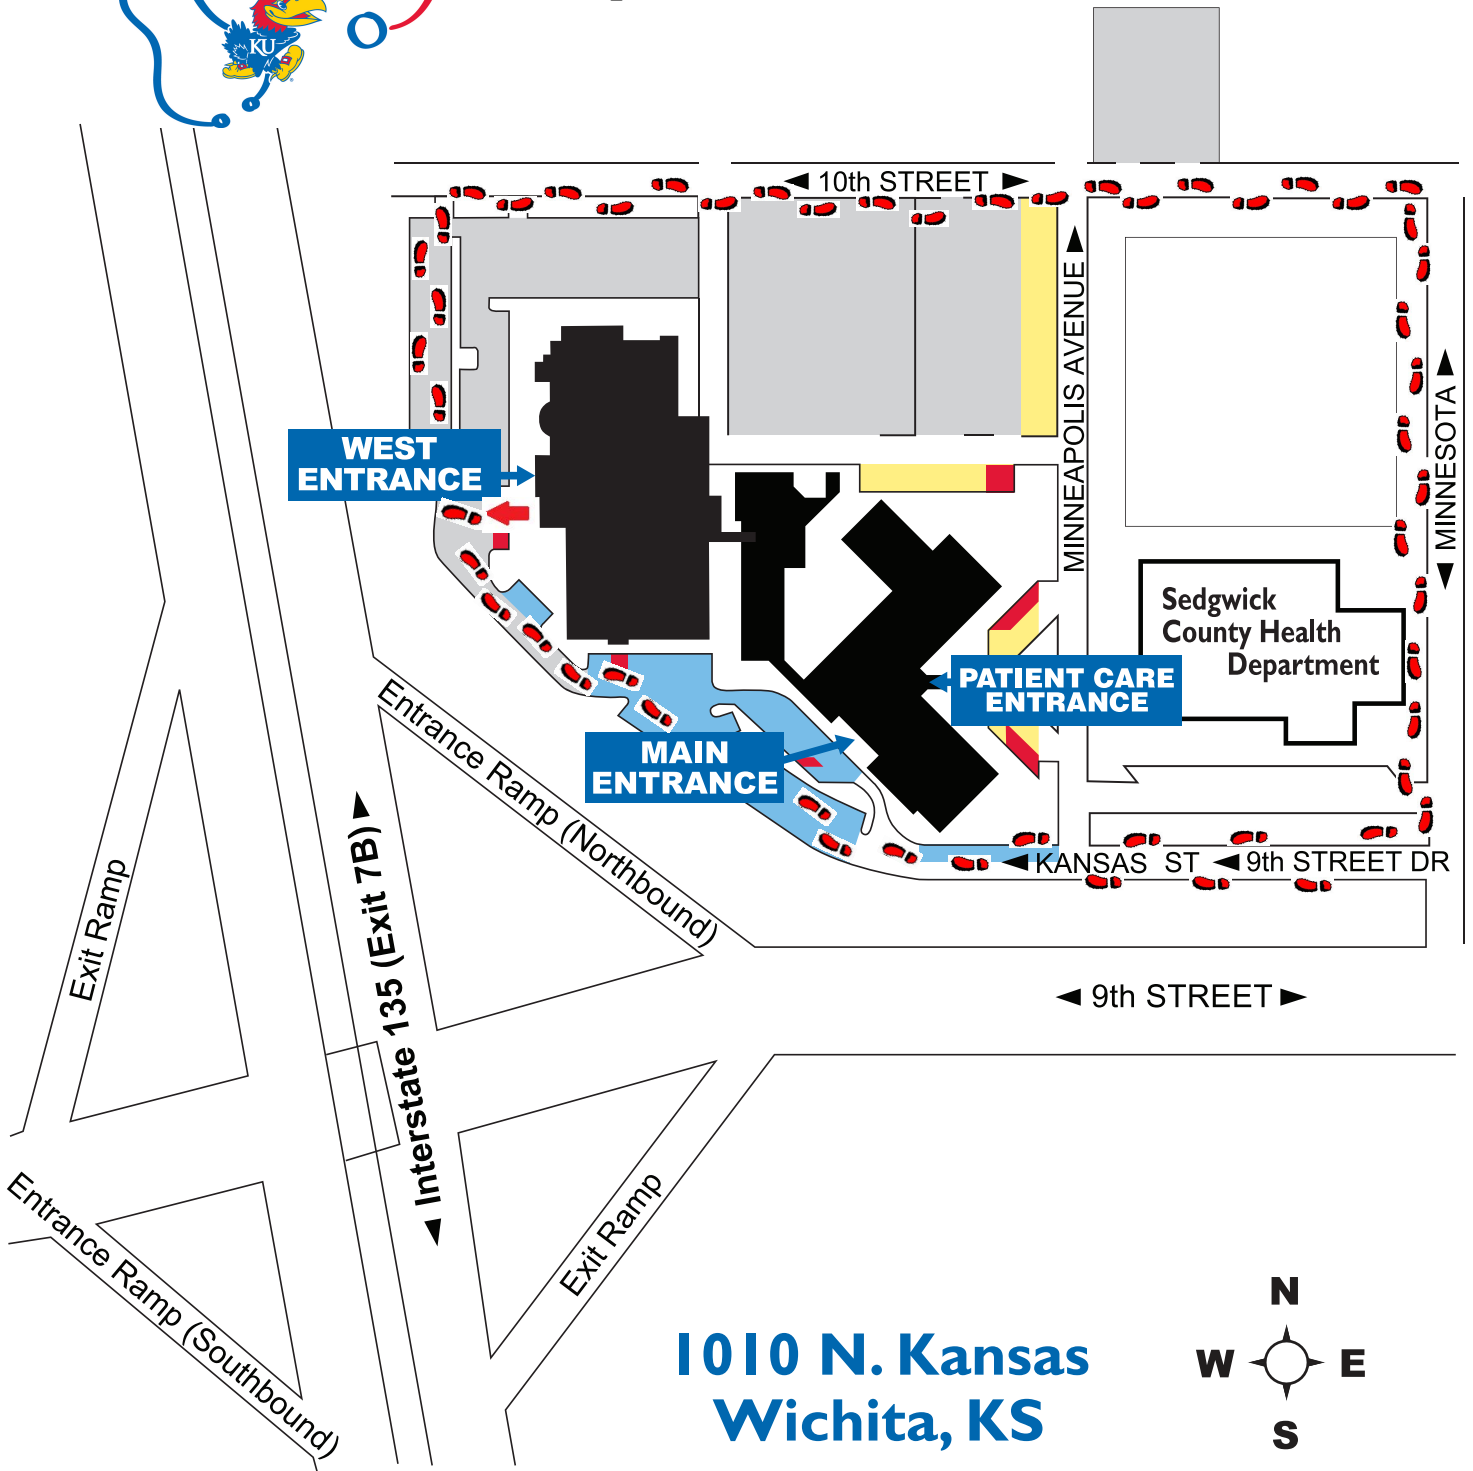 KU
10th STREET
MINNEAPOLIS AVENUE
MINNESOTA
WEST
ENTRANCE
Sedgwick
County Health
Department
PATIENT CARE
ENTRANCE
MAIN
ENTRANCE
KANSAS ST
9th STREET DR
Entrance Ramp (Northbound)
Interstate 135 (Exit 7B)
Exit Ramp
9th STREET
Entrance Ramp (Southbound)
Exit Ramp
1010 N. Kansas
Wichita, KS
N
W E
S